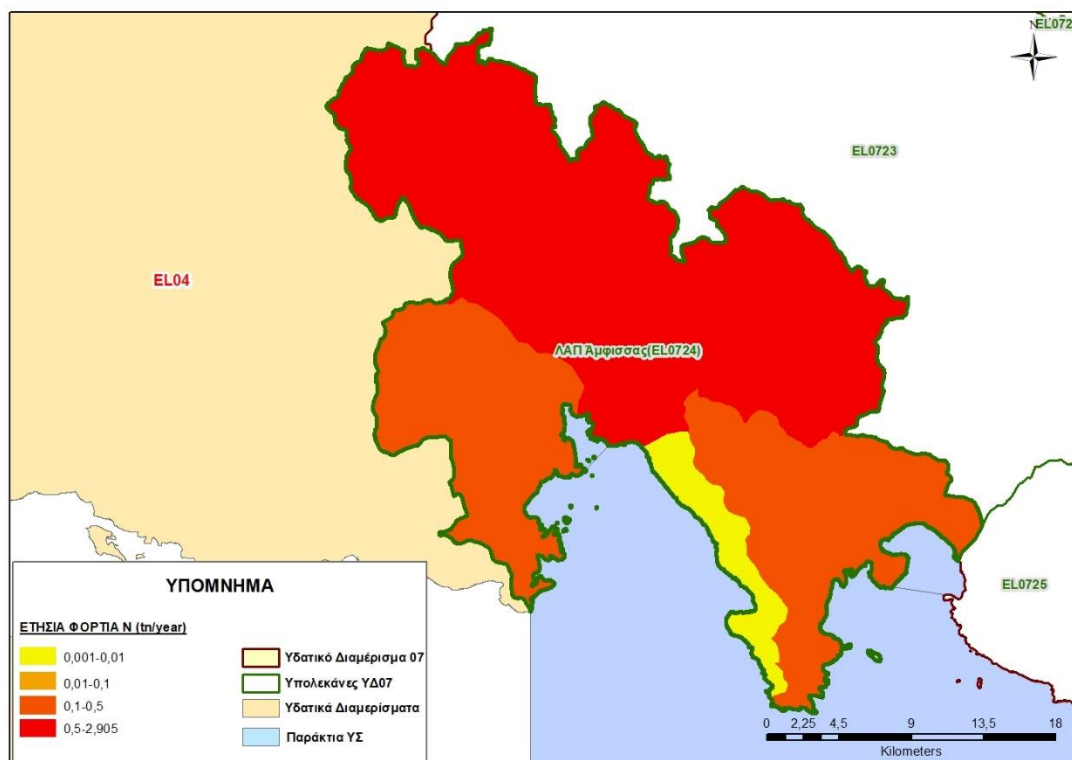 EL072
N
EL0723
EL04
ΛΑΠ Άμφισσας(EL0724)
EL0725
ΥΠΟΜΝΗΜΑ
ΕΤΗΣΙΑ ΦΟΡΤΙΑ Ν (tn/year)
0,001-0,01
0,01-0,1
0,1-0,5
0,5-2,905
Υδατικό Διαμέρισμα 07
Υπολεκάνες ΥΔ07
Υδατικά Διαμερίσματα
Παράκτια ΥΣ
0 2,25 4,5 9 13,5 18
Kilometers